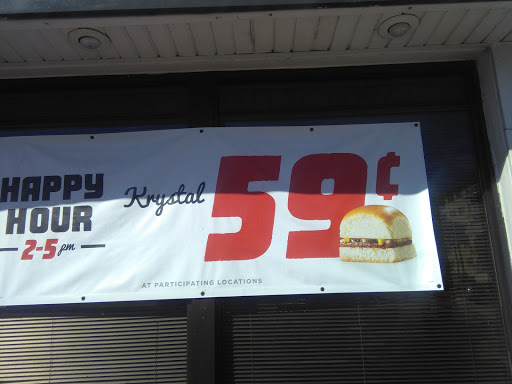 HAPPY
HOUR
2-5pm
Krystal
59¢
AT PARTICIPATING LOCATIONS